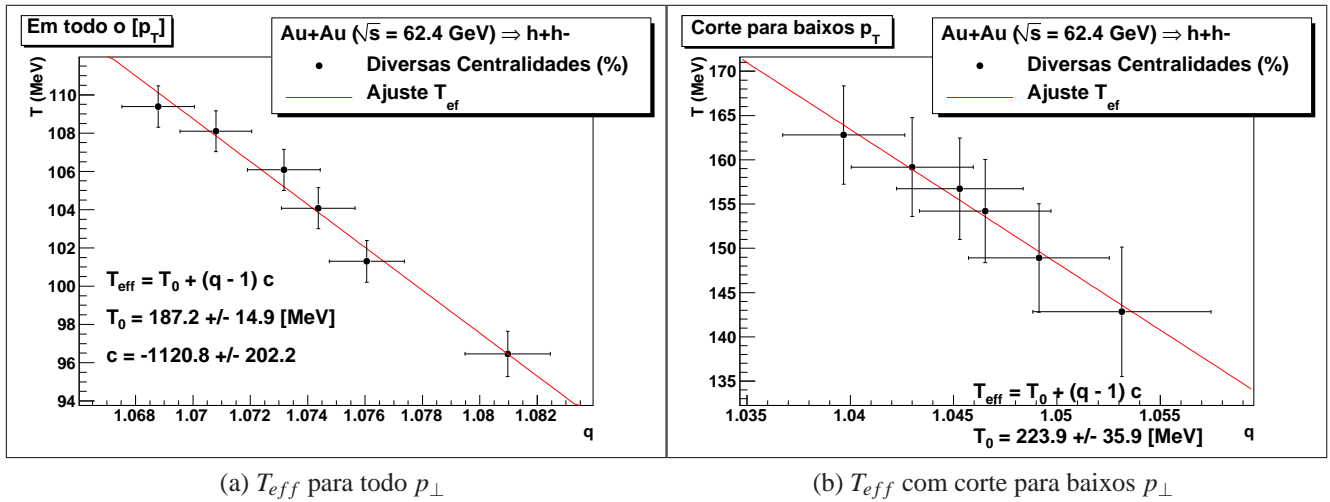 Em todo o [p_T]
Au+Au (√s = 62.4 GeV) ⇒ h+h-
Diversas Centralidades (%)
Ajuste T_ef
T (MeV)
110
108
106
104
102
100
98
96
94
T_eff = T_0 + (q - 1) c
T_0 = 187.2 +/- 14.9 [MeV]
c = -1120.8 +/- 202.2
1.068 1.07 1.072 1.074 1.076 1.078 1.08 1.082
q
(a) T_eff para todo p_⊥
Corte para baixos p_T
Au+Au (√s = 62.4 GeV) ⇒ h+h-
Diversas Centralidades (%)
Ajuste T_ef
T (MeV)
170
165
160
155
150
145
140
135
1.035 1.04 1.045 1.05 1.055
q
T_eff = T_0 + (q - 1) c
T_0 = 223.9 +/- 35.9 [MeV]
(b) T_eff com corte para baixos p_⊥